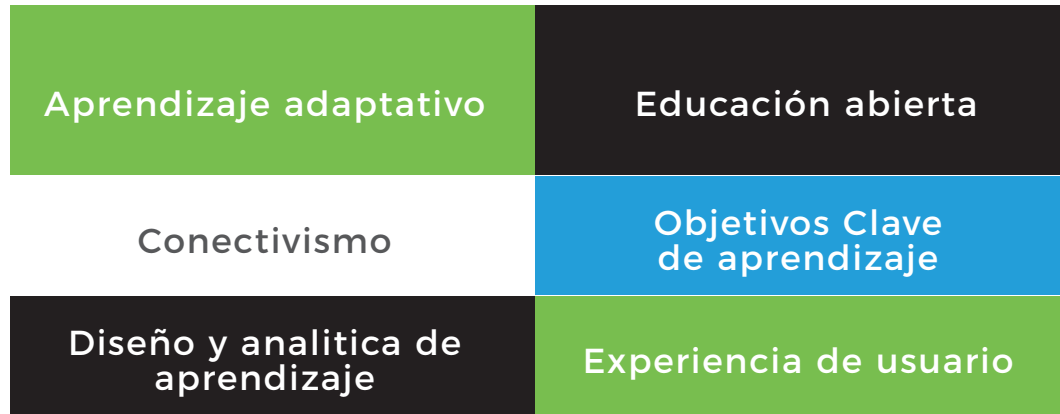 Aprendizaje adaptativo
Educación abierta
Conectivismo
Objetivos Clave
de aprendizaje
Diseño y analitica de
aprendizaje
Experiencia de usuario